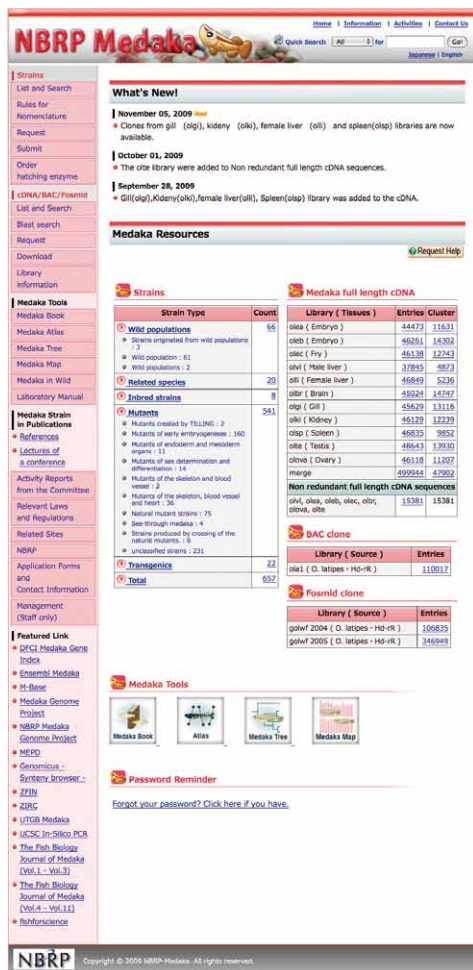 Home | Information | Activities | Contact Us
NBRP Medaka
Quick Search All for Go!
Japanese | English
Strains
List and Search
Rules for
Nomenclature
Request
Submit
Order
hatching enzyme
cDNA/BAC/Fosmid
List and Search
Blast search
Request
Download
Library
information
Medaka Tools
Medaka Book
Medaka Atlas
Medaka Tree
Medaka Map
Medaka in Wild
Laboratory Manual
Medaka Strain
in Publications
References
Lectures of
a conference
Activity Reports
from the Committee
Relevant Laws
and Regulations
Related Sites
NBRP
Application Forms
and
Contact Information
Management
(Staff only)
Featured Link
DFCI Medaka Gene
Index
Ensembl Medaka
M-Base
Medaka Genome
Project
NBRP Medaka
Genome Project
MEPD
Genomicus -
Synteny browser -
ZFIN
ZIRC
UTGB Medaka
UCSC In-Silico PCR
The Fish Biology
Journal of Medaka
(Vol.1 - Vol.3)
The Fish Biology
Journal of Medaka
(Vol.4 - Vol.11)
fishforscience
What's New!
November 05, 2009
Clones from gill (olgi), kideny (olki), female liver (olli) and spleen(olsp) libraries are now
available.
October 01, 2009
The olte library were added to Non redundant full length cDNA sequences.
September 28, 2009
Gill(olgi),Kideny(olki),female liver(olli), Spleen(olsp) library was added to the cDNA.
Medaka Resources
Request Help
Strains
Strain Type Count
Wild populations 66
Strains originated from wild populations
: 3
Wild population : 61
Wild populations : 2
Related species 20
Inbred strains 8
Mutants 541
Mutants created by TILLING : 2
Mutants of early embryogeneses : 160
Mutants of endoderm and mesoderm
organs : 11
Mutants of sex determination and
differentiation : 14
Mutants of the skeleton and blood
vessel : 2
Mutants of the skeleton, blood vessel
and heart : 36
Natural mutant strains : 75
See-through medaka : 4
Strains produced by crossing of the
natural mutants. : 6
unclassified strains : 231
Transgenics 22
Total 657
Medaka full length cDNA
Library ( Tissues ) Entries Cluster
olea ( Embryo ) 44473 11631
oleb ( Embryo ) 46261 14302
olec ( Fry ) 46138 12743
olvl ( Male liver ) 37845 4873
olli ( Female liver ) 46849 5236
olbr ( Brain ) 45024 14747
olgi ( Gill ) 45629 13116
olki ( Kidney ) 46129 12239
olsp ( Spleen ) 46835 9852
olte ( Testis ) 48643 13930
olova ( Ovary ) 46118 11207
merge 499944 47902
Non redundant full length cDNA sequences
olvl, olea, oleb, olec, olbr,
olova, olte 15381 15381
BAC clone
Library ( Source ) Entries
ola1 ( O. latipes - Hd-rR ) 110017
Fosmid clone
Library ( Source ) Entries
golwf 2004 ( O. latipes - Hd-rR ) 106835
golwf 2005 ( O. latipes - Hd-rR ) 346949
Medaka Tools
Medaka Book Atlas Medaka Tree Medaka Map
Password Reminder
Forgot your password? Click here if you have.
NBRP Copyright © 2009 NBRP-Medaka. All rights reserved.